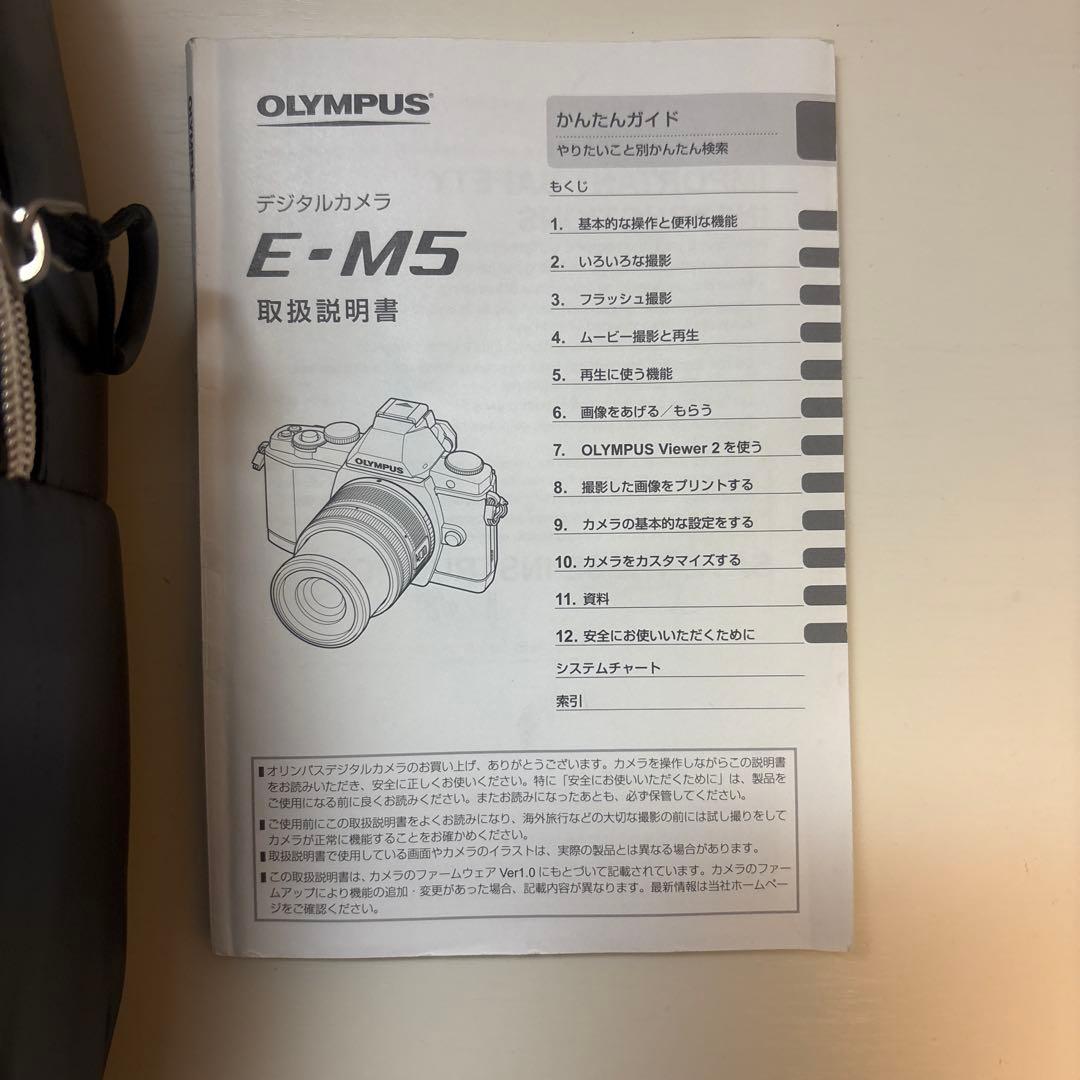 OLYMPUS
デジタルカメラ
E-M5
取扱説明書
OLYMPUS
かんたんガイド
やりたいこと別かんたん検索
もくじ
1. 基本的な操作と便利な機能
2. いろいろな撮影
3. フラッシュ撮影
4. ムービー撮影と再生
5. 再生に使う機能
6. 画像をあげる／もらう
7. OLYMPUS Viewer 2 を使う
8. 撮影した画像をプリントする
9. カメラの基本的な設定をする
10. カメラをカスタマイズする
11. 資料
12. 安全にお使いいただくために
システムチャート
索引
オリンパスデジタルカメラのお買い上げ、ありがとうございます。カメラを操作しながらこの説明書
をお読みいただき、安全に正しくお使いください。特に「安全にお使いいただくために」は、製品を
ご使用になる前に良くお読みください。またお読みになったあとも、必ず保管してください。
ご使用前にこの取扱説明書をよくお読みになり、海外旅行などの大切な撮影の前には試し撮りをして
カメラが正常に機能することをお確かめください。
取扱説明書で使用している画面やカメラのイラストは、実際の製品とは異なる場合があります。
この取扱説明書は、カメラのファームウェア Ver1.0 にもとづいて記載されています。カメラのファー
ムアップにより機能の追加・変更があった場合、記載内容が異なります。最新情報は当社ホームペー
ジをご確認ください。